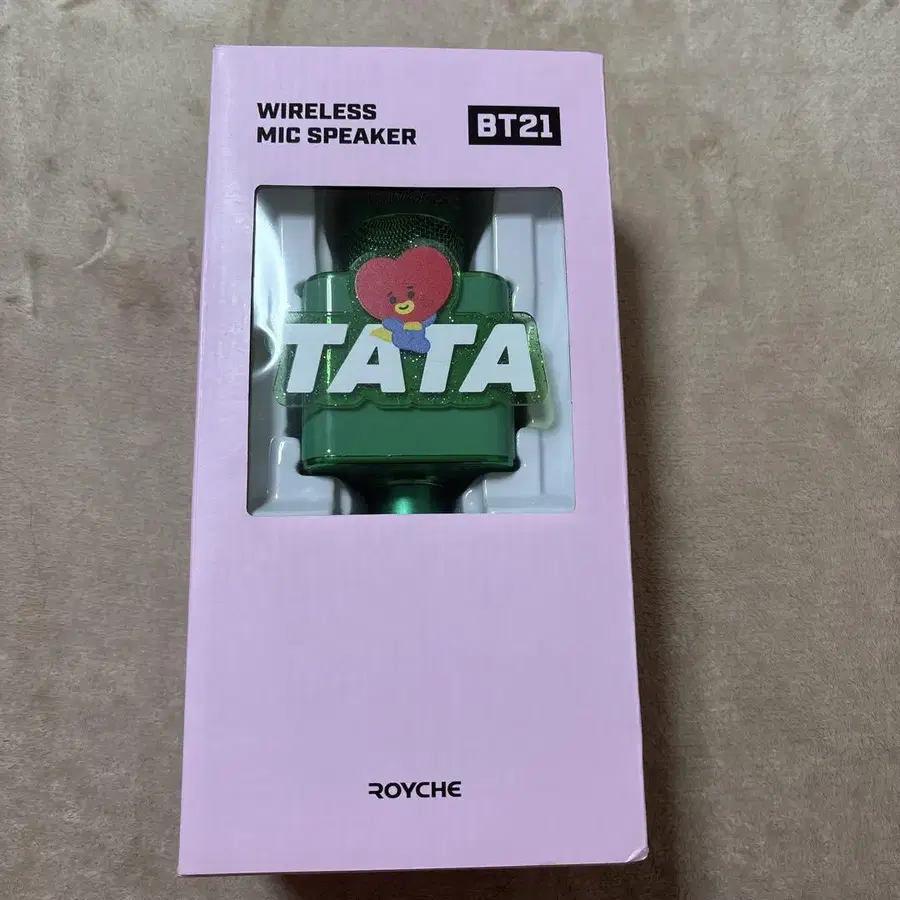 WIRELESS
MIC SPEAKER
BT21
TATA
ROYCHE